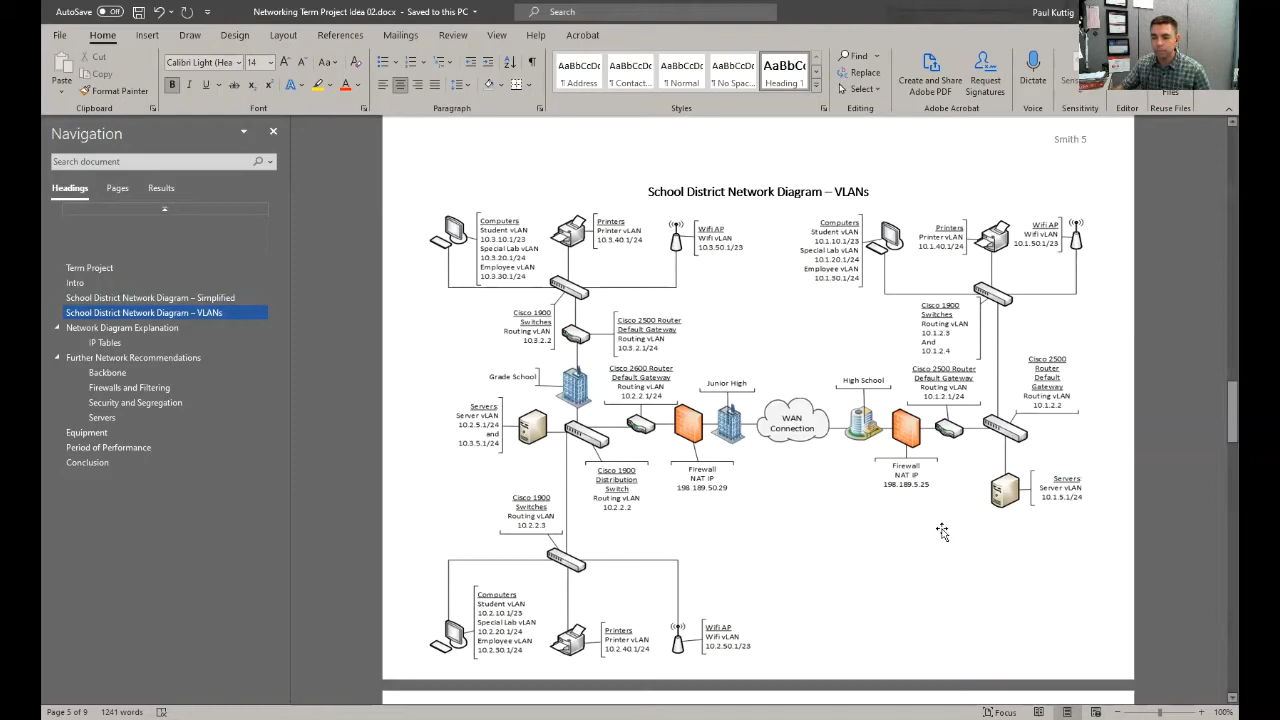 AutoSave Off
Networking Term Project Idea 02.docx - Saved to this PC
Search
Paul Kuttig
File Home Insert Draw Design Layout References Mailings Review View Help Acrobat
Paste
Cut
Copy
Format Painter
Clipboard
Calibri Light (Hea
14
Font
Paragraph
AaBbCcDc
¶ Address
AaBbCcDc
¶ Contact...
AaBbCcDc
¶ Normal
AaBbCcDc
¶ No Spac...
AaBbCc
Heading 1
Styles
Find
Replace
Select
Editing
Create and Share
Adobe PDF
Request
Signatures
Adobe Acrobat
Dictate
Voice
Sensitivity
Editor
Files
Reuse Files
Navigation
Search document
Headings Pages Results
Term Project
Intro
School District Network Diagram – Simplified
School District Network Diagram – VLANs
Network Diagram Explanation
IP Tables
Further Network Recommendations
Backbone
Firewalls and Filtering
Security and Segregation
Servers
Equipment
Period of Performance
Conclusion
Smith 5
School District Network Diagram – VLANs
Computers
Student vLAN
10.3.10.1/23
Special Lab vLAN
10.3.20.1/24
Employee vLAN
10.3.30.1/24
Printers
Printer vLAN
10.3.40.1/24
Wifi AP
Wifi vLAN
10.3.50.1/23
Computers
Student vLAN
10.1.10.1/23
Special Lab vLAN
10.1.20.1/24
Employee vLAN
10.1.30.1/24
Printers
Printer vLAN
10.1.40.1/24
Wifi AP
Wifi vLAN
10.1.50.1/23
Cisco 1900
Switches
Routing vLAN
10.3.2.2
Cisco 2500 Router
Default Gateway
Routing vLAN
10.3.2.1/24
Cisco 1900
Switches
Routing vLAN
10.1.2.3
And
10.1.2.4
Grade School
Cisco 2600 Router
Default Gateway
Routing vLAN
10.2.2.1/24
Junior High
High School
Cisco 2500 Router
Default Gateway
Routing vLAN
10.1.2.1/24
Cisco 2500
Router
Default
Gateway
Routing vLAN
10.1.2.2
Servers:
Server vLAN
10.2.5.1/24
and
10.3.5.1/24
WAN
Connection
Cisco 1900
Distribution
Switch
Routing vLAN
10.2.2.2
Firewall
NAT IP
198.189.50.29
Firewall
NAT IP
198.189.5.25
Servers:
Server vLAN
10.1.5.1/24
Cisco 1900
Switches
Routing vLAN
10.2.2.3
Computers
Student vLAN
10.2.10.1/23
Special Lab vLAN
10.2.20.1/24
Employee vLAN
10.2.30.1/24
Printers
Printer vLAN
10.2.40.1/24
Wifi AP
Wifi vLAN
10.2.50.1/23
Page 5 of 9
1241 words
Focus
100%